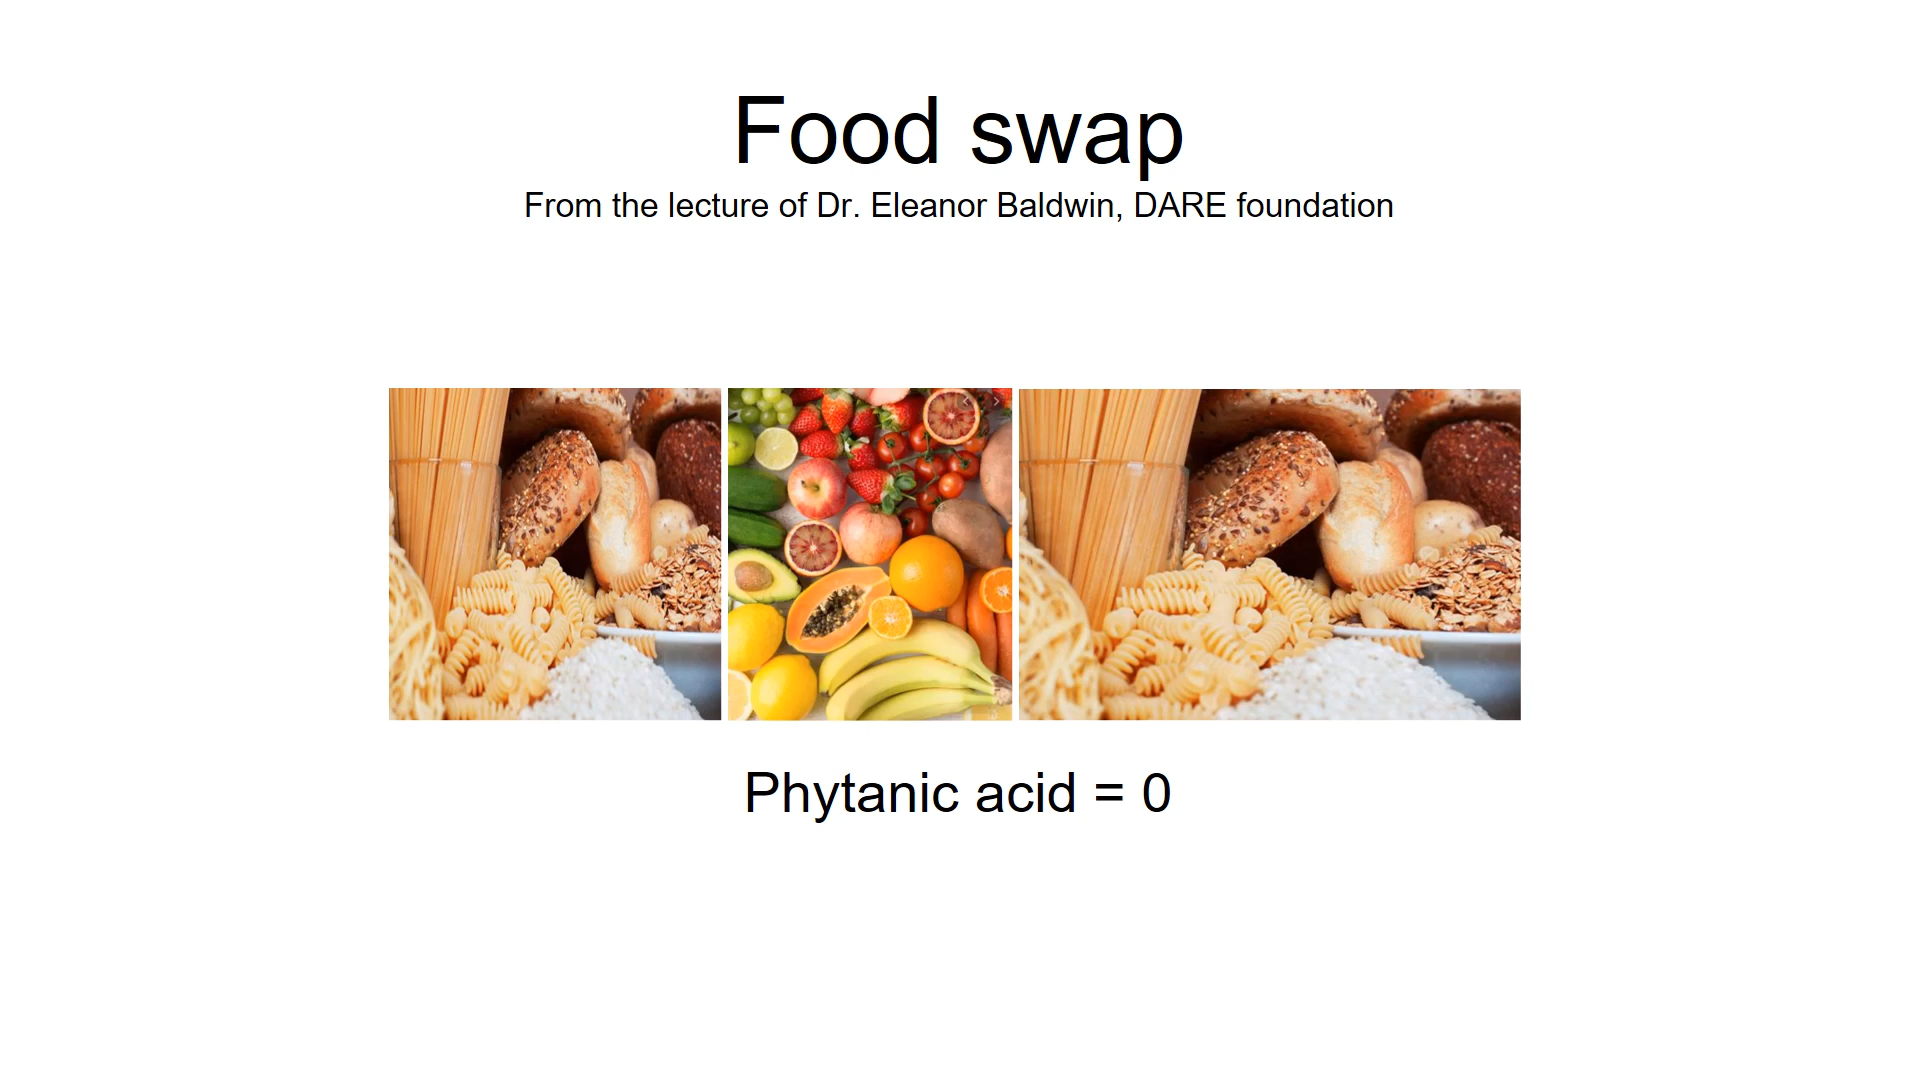 Food swap
From the lecture of Dr. Eleanor Baldwin, DARE foundation
Phytanic acid = 0